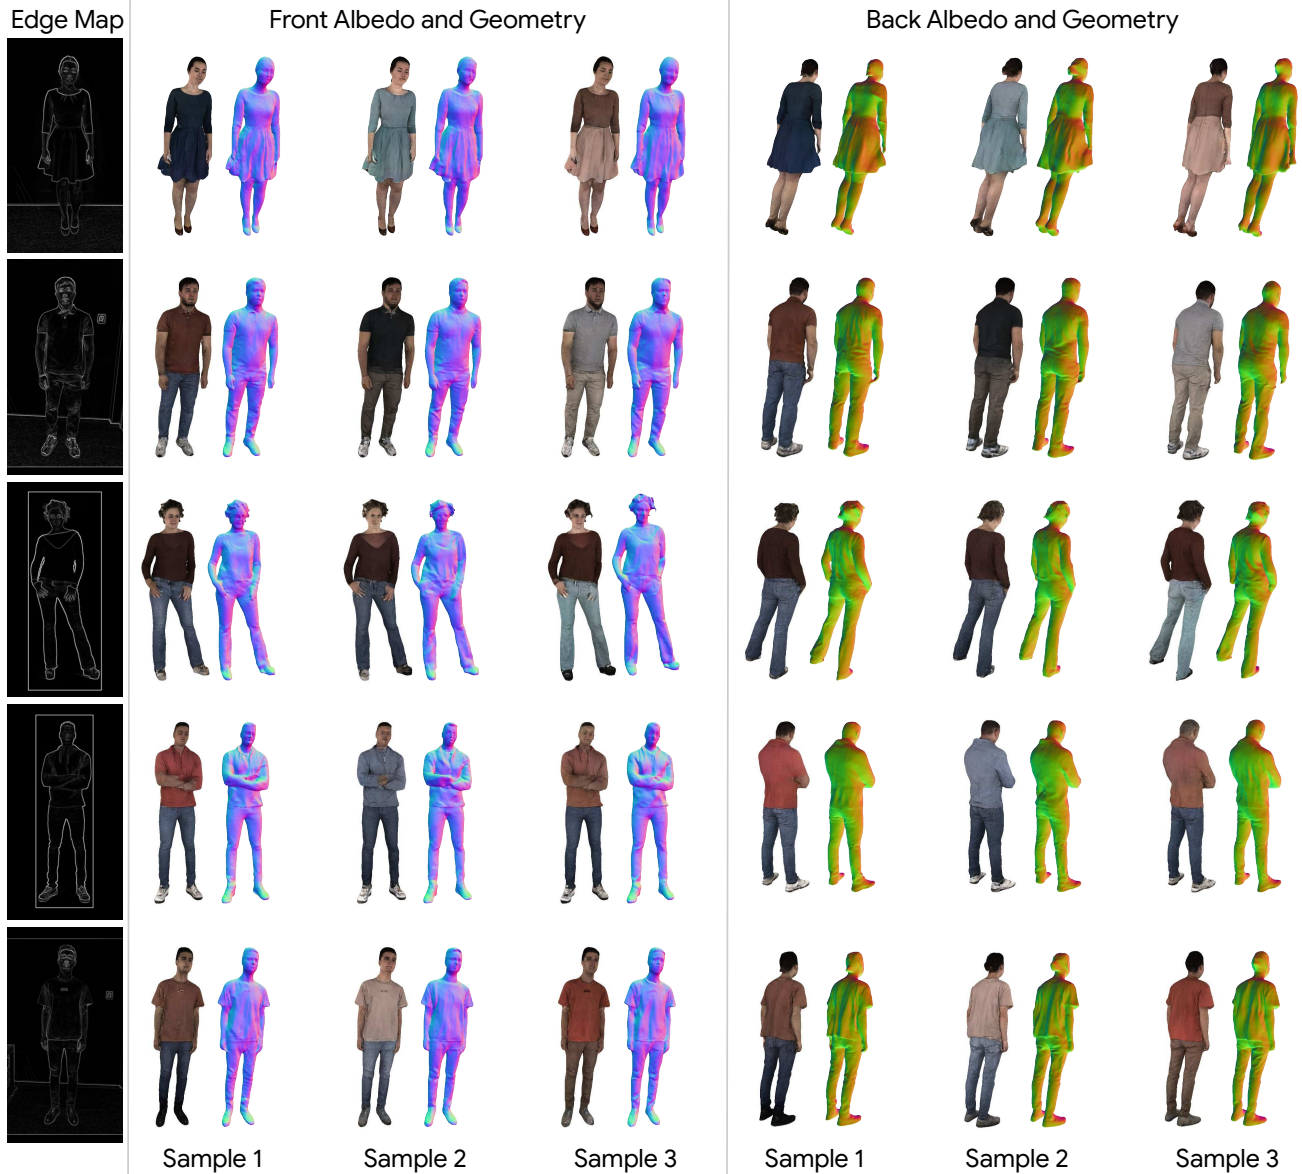 Edge Map
Front Albedo and Geometry
Back Albedo and Geometry
Sample 1
Sample 2
Sample 3
Sample 1
Sample 2
Sample 3